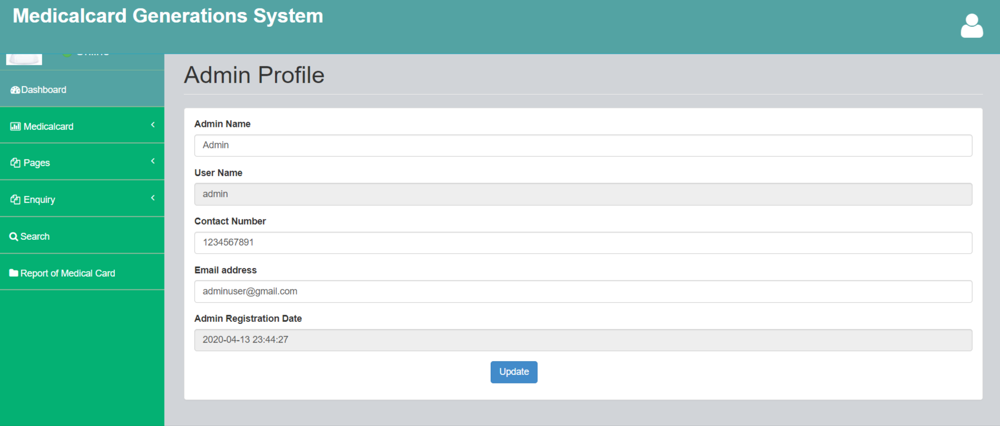 Medicalcard Generations System
Dashboard
Medicalcard
Pages
Enquiry
Search
Report of Medical Card
Admin Profile
Admin Name
Admin
User Name
admin
Contact Number
1234567891
Email address
adminuser@gmail.com
Admin Registration Date
2020-04-13 23:44:27
Update